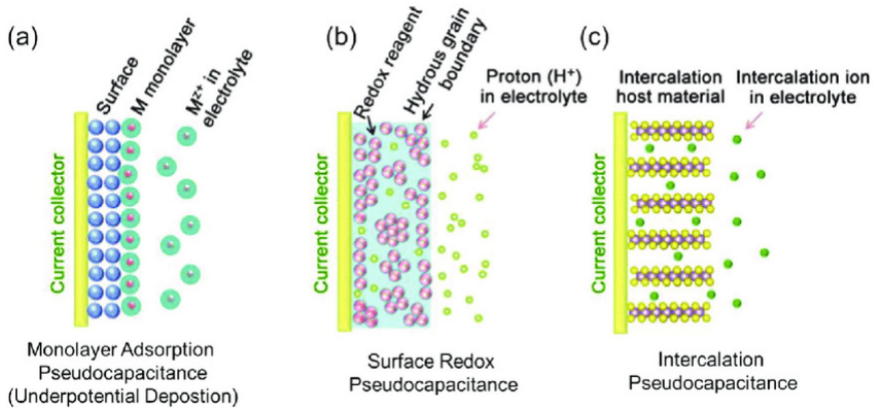 (a)
Surface
M monolayer
M^z+ in
electrolyte
Current collector
Monolayer Adsorption
Pseudocapacitance
(Underpotential Depostion)
(b)
Redox reagent
Hydrous grain
boundary
Proton (H⁺)
in electrolyte
Current collector
Surface Redox
Pseudocapacitance
(c)
Intercalation
host material
Intercalation ion
in electrolyte
Current collector
Intercalation
Pseudocapacitance